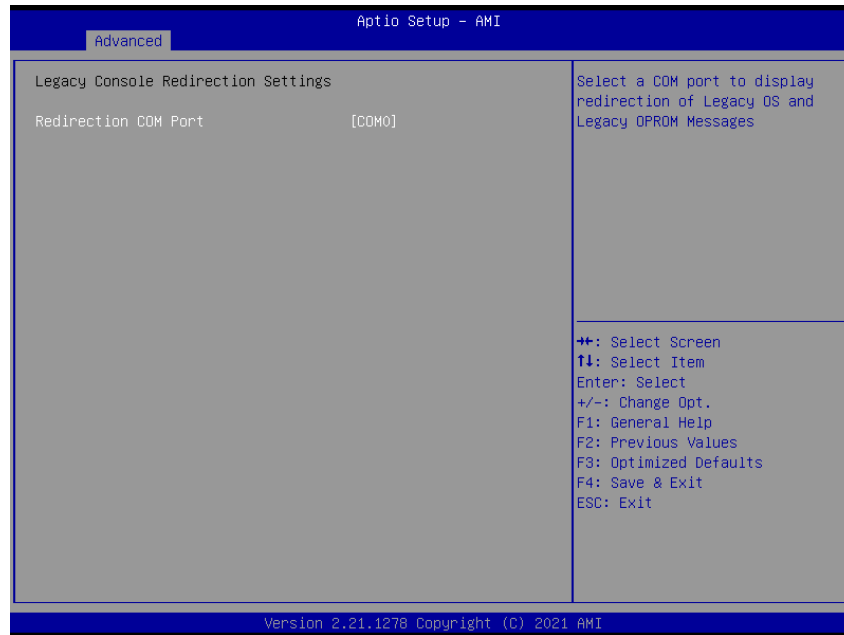 Aptio Setup – AMI
Advanced
Legacy Console Redirection Settings
Redirection COM Port [COM0]
Select a COM port to display
redirection of Legacy OS and
Legacy OPROM Messages
→←: Select Screen
↑↓: Select Item
Enter: Select
+/-: Change Opt.
F1: General Help
F2: Previous Values
F3: Optimized Defaults
F4: Save & Exit
ESC: Exit
Version 2.21.1278 Copyright (C) 2021 AMI